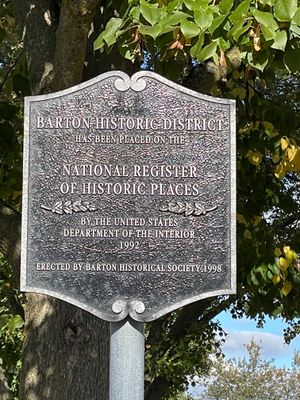 BARTON HISTORIC DISTRICT
HAS BEEN PLACED ON THE
NATIONAL REGISTER
OF HISTORIC PLACES
BY THE UNITED STATES
DEPARTMENT OF THE INTERIOR
1992
ERECTED BY BARTON HISTORICAL SOCIETY 1998